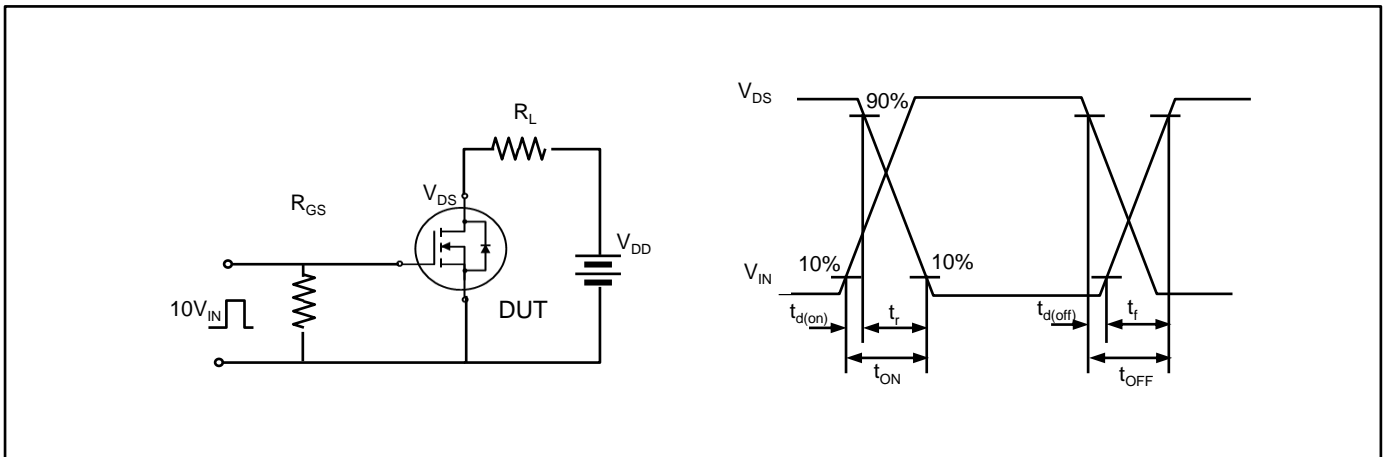 R_L
R_GS
V_DS
V_DD
10V_IN
DUT
V_DS
90%
V_IN
10%
10%
t_d(on)
t_r
t_d(off)
t_f
t_ON
t_OFF